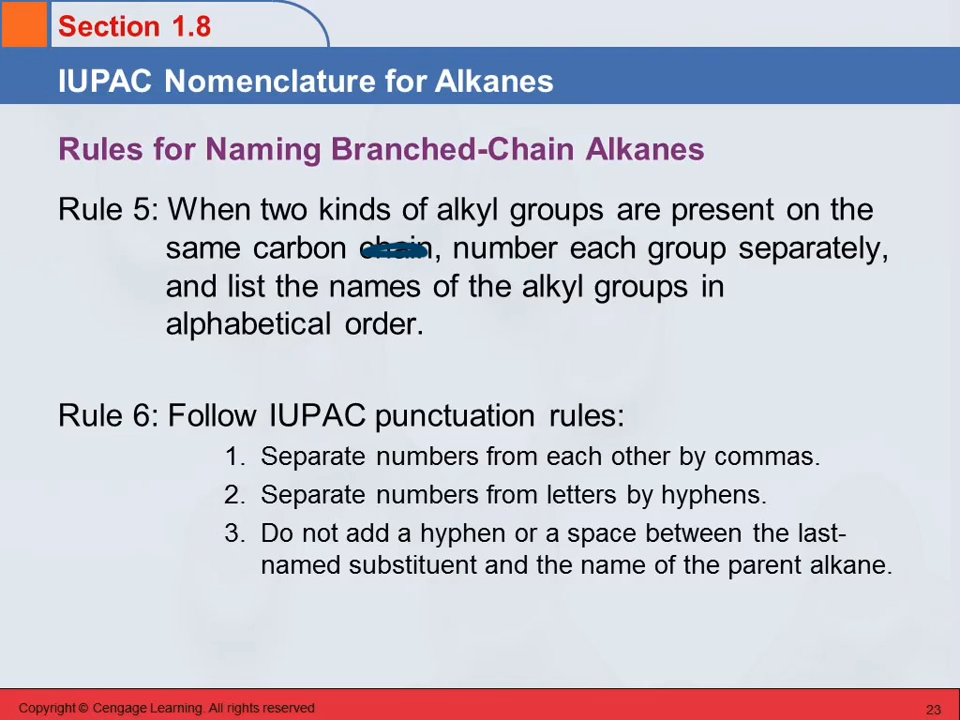 Section 1.8
IUPAC Nomenclature for Alkanes
Rules for Naming Branched-Chain Alkanes
Rule 5: When two kinds of alkyl groups are present on the
same carbon chain, number each group separately,
and list the names of the alkyl groups in
alphabetical order.
Rule 6: Follow IUPAC punctuation rules:
1. Separate numbers from each other by commas.
2. Separate numbers from letters by hyphens.
3. Do not add a hyphen or a space between the last-
named substituent and the name of the parent alkane.
Copyright © Cengage Learning. All rights reserved
23